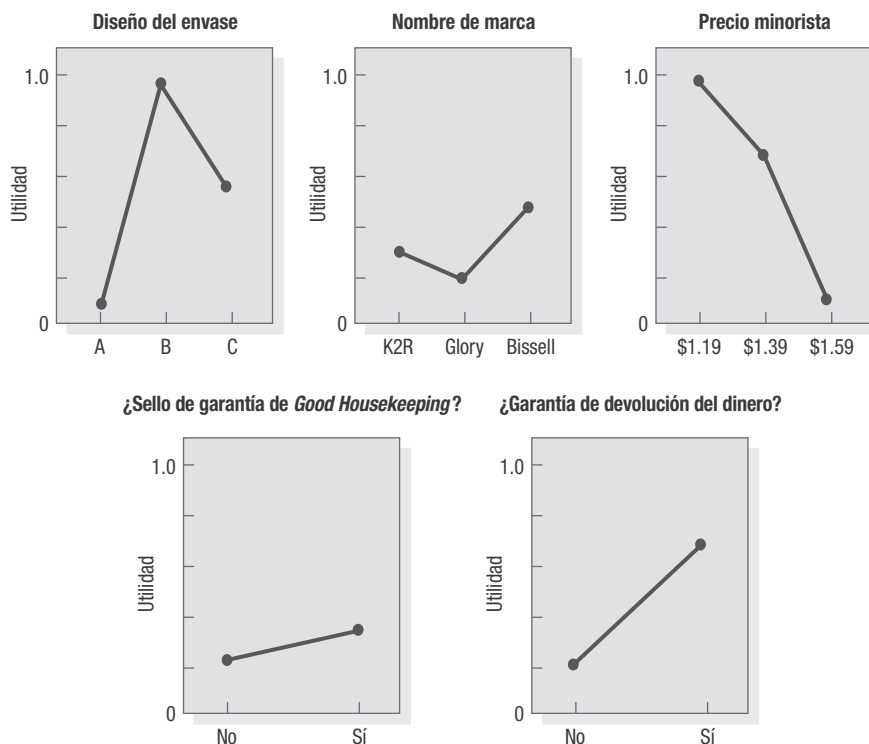 Diseño del envase
1.0
Utilidad
0
A B C
Nombre de marca
1.0
Utilidad
0
K2R Glory Bissell
Precio minorista
1.0
Utilidad
0
$1.19 $1.39 $1.59
¿Sello de garantía de Good Housekeeping?
1.0
Utilidad
0
No Sí
¿Garantía de devolución del dinero?
1.0
Utilidad
0
No Sí